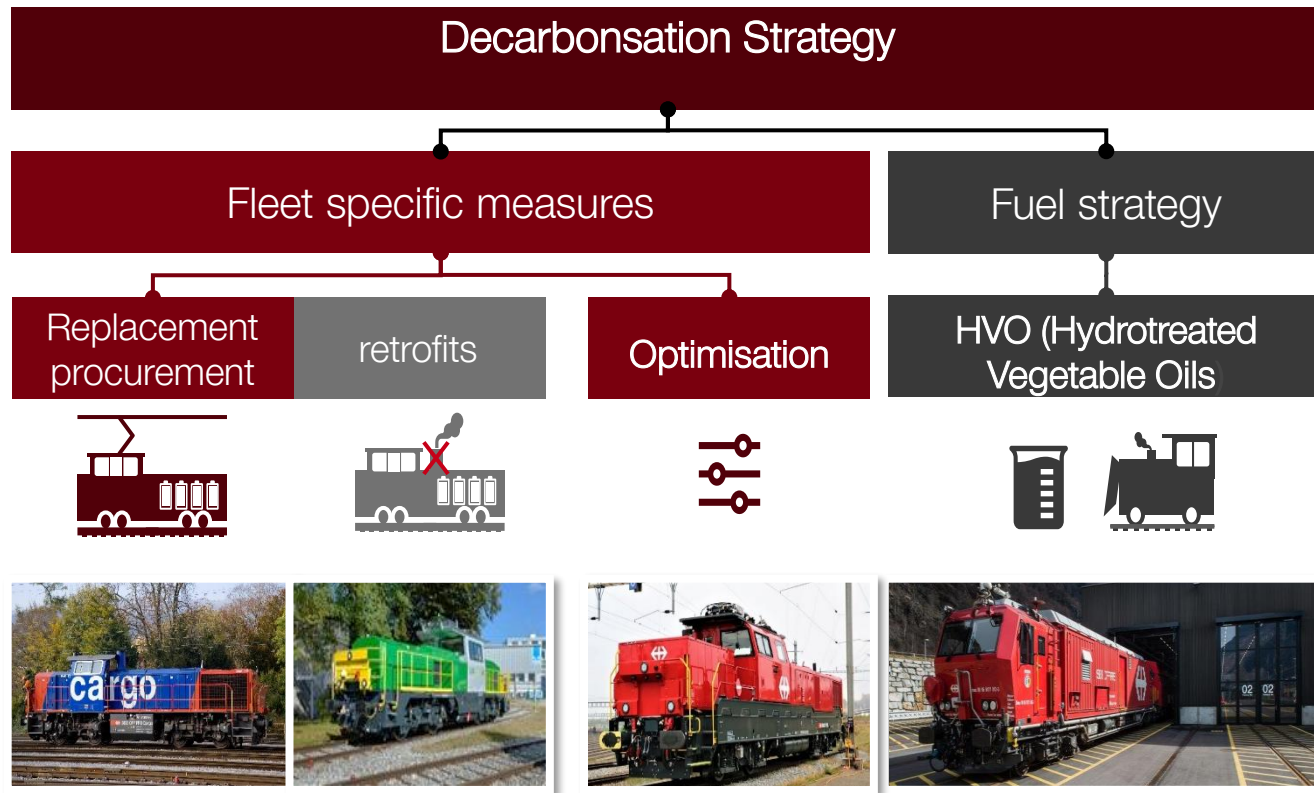 Decarbonsation Strategy
Fleet specific measures
Fuel strategy
Replacement
procurement
retrofits
Optimisation
HVO (Hydrotreated
Vegetable Oils)
cargo
02 02